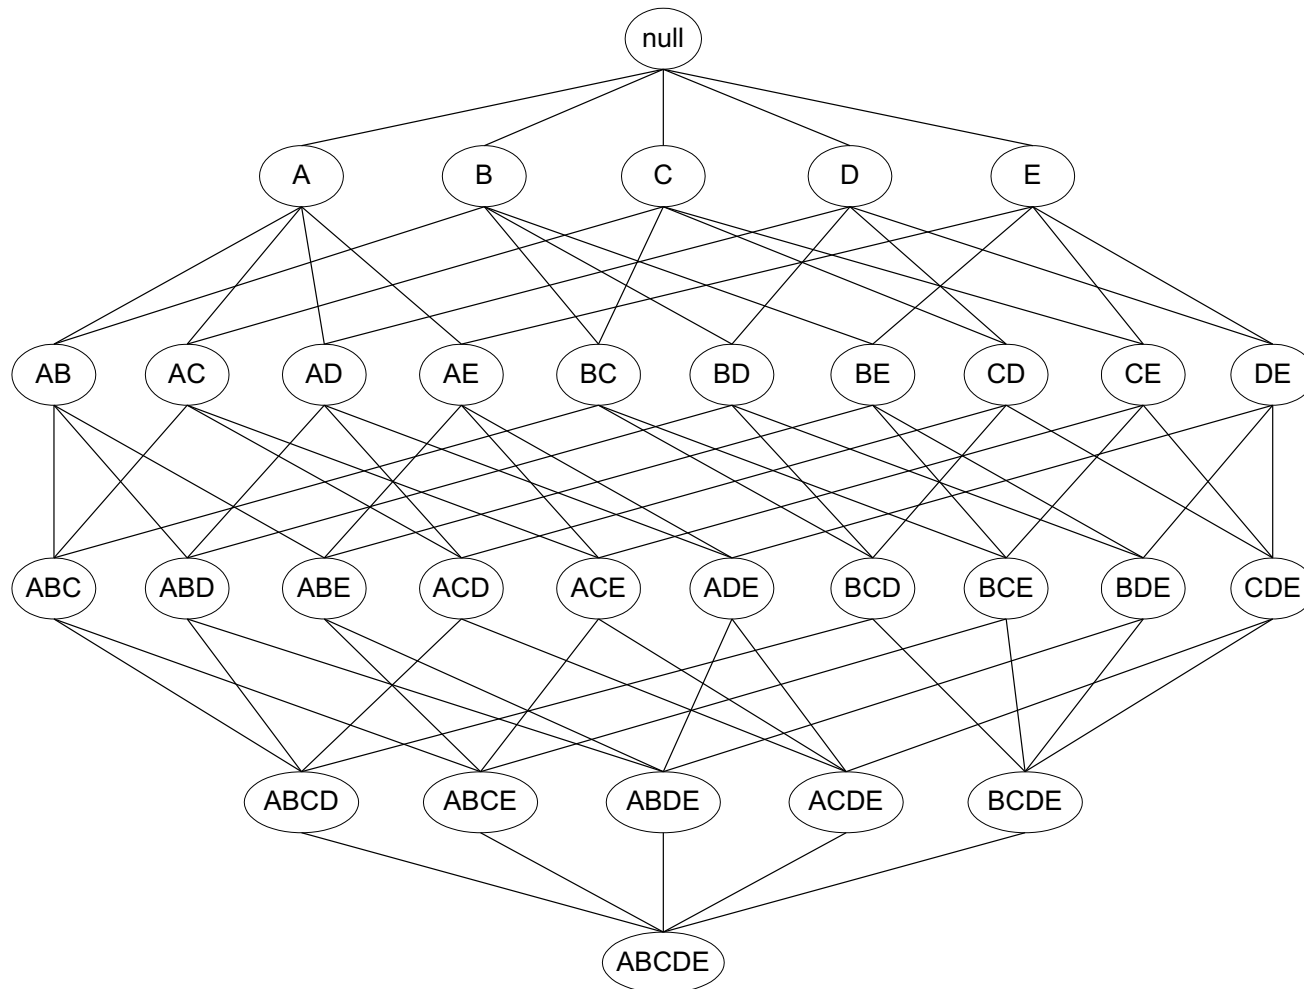 null
A B C D E
AB AC AD AE BC BD BE CD CE DE
ABC ABD ABE ACD ACE ADE BCD BCE BDE CDE
ABCD ABCE ABDE ACDE BCDE
ABCDE